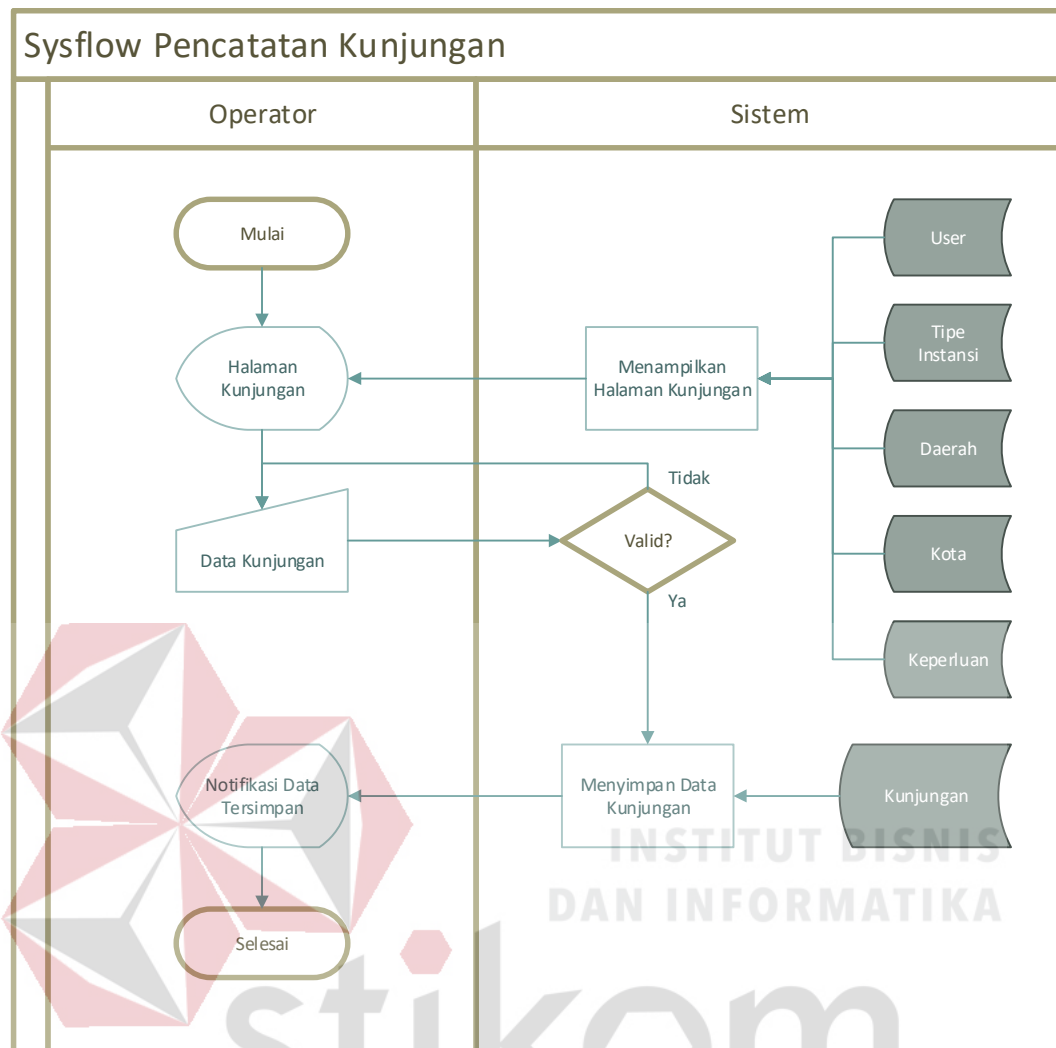 Sysflow Pencatatan Kunjungan
Operator
Sistem
Mulai
User
Halaman
Kunjungan
Menampilkan
Halaman Kunjungan
Tipe
Instansi
Daerah
Tidak
Data Kunjungan
Valid?
Kota
Ya
Keperluan
Notifikasi Data
Tersimpan
Menyimpan Data
Kunjungan
Kunjungan
INSTITUT BISNIS
DAN INFORMATIKA
Selesai
stikom